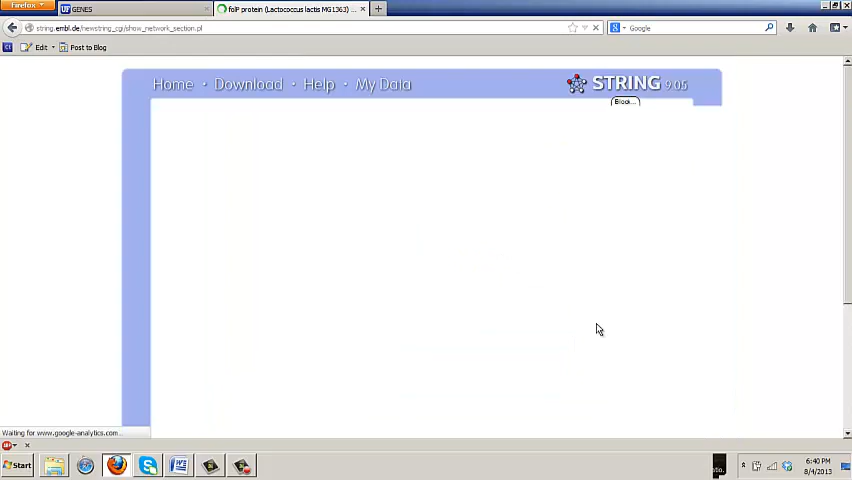 Firefox
GENES
folP protein (Lactococcus lactis MG1363) ...
string.embl.de/newstring_cgi/show_network_section.pl
Google
Edit
Post to Blog
Home · Download · Help · My Data
STRING 9.05
Block...
Waiting for www.google-analytics.com...
Start
6:40 PM
8/4/2013